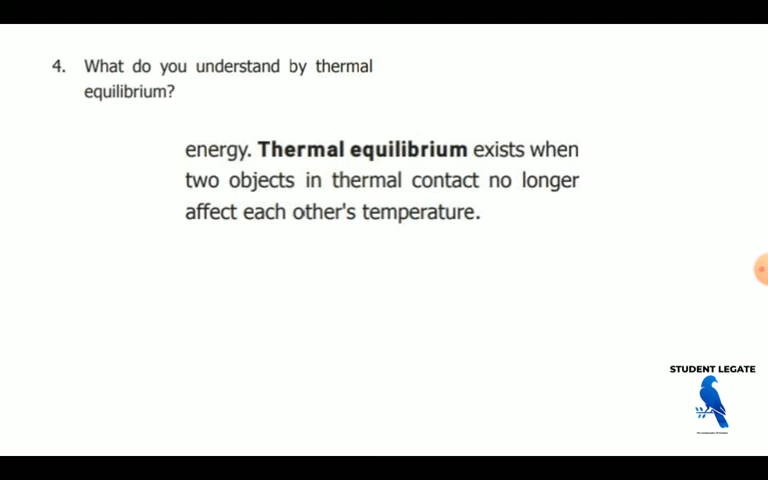 4. What do you understand by thermal
equilibrium?
energy. Thermal equilibrium exists when
two objects in thermal contact no longer
affect each other's temperature.
STUDENT LEGATE